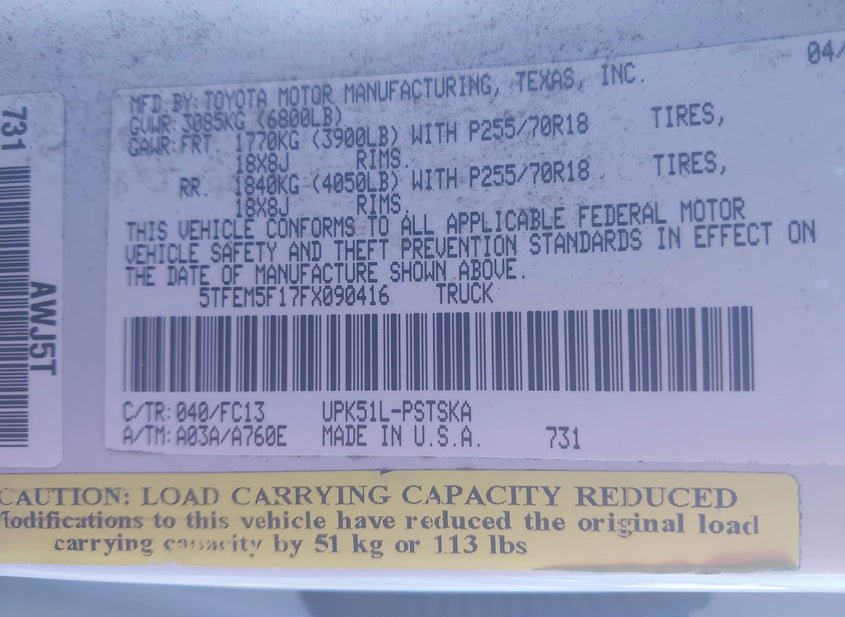 04/
MFD BY: TOYOTA MOTOR MANUFACTURING, TEXAS, INC.
GVWR: 3085KG (6800LB)
GAWR: FRT 1770KG (3900LB) WITH P255/70R18 TIRES,
18X8J RIMS.
RR. 1840KG (4050LB) WITH P255/70R18 TIRES,
18X8J RIMS.
THIS VEHICLE CONFORMS TO ALL APPLICABLE FEDERAL MOTOR
VEHICLE SAFETY AND THEFT PREVENTION STANDARDS IN EFFECT ON
THE DATE OF MANUFACTURE SHOWN ABOVE.
5TFEM5F17FX090416 TRUCK
C/TR: 040/FC13 UPK51L-PSTSKA
A/TM: A03A/A760E MADE IN U.S.A. 731
731
AWJ5T
CAUTION: LOAD CARRYING CAPACITY REDUCED
Modifications to this vehicle have reduced the original load
carrying capacity by 51 kg or 113 lbs